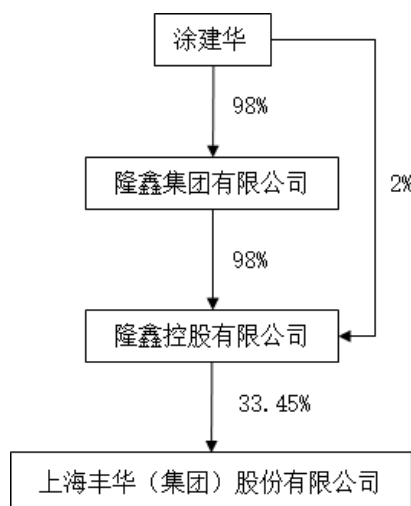 涂建华
98%
隆鑫集团有限公司
2%
98%
隆鑫控股有限公司
33.45%
上海丰华（集团）股份有限公司